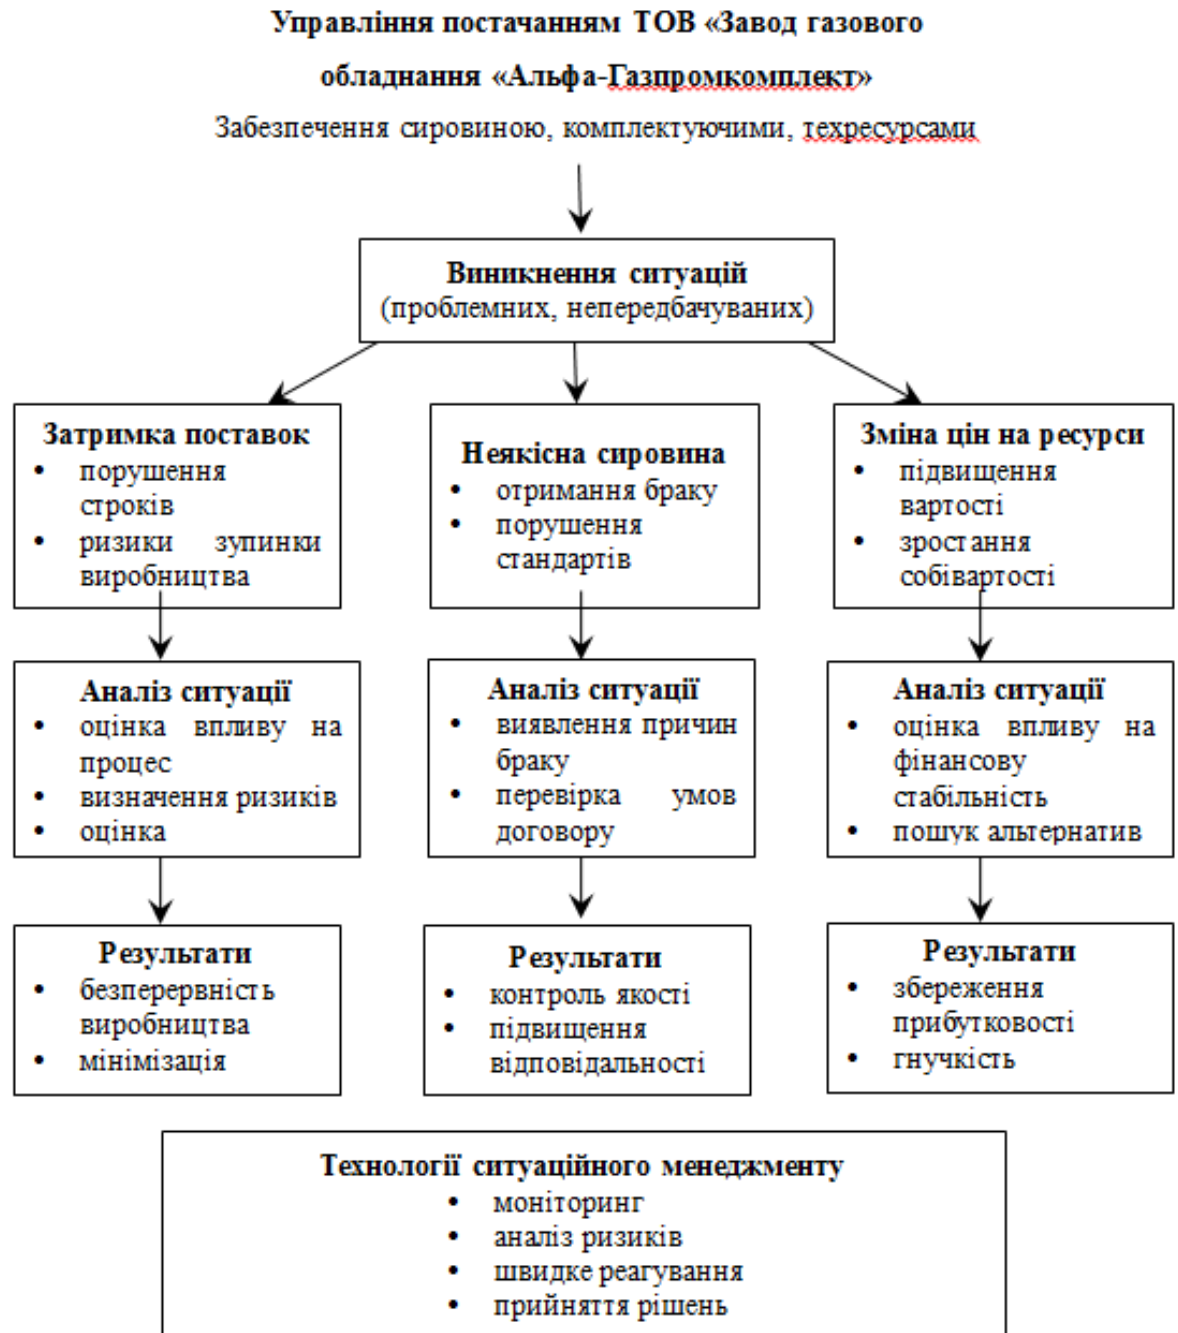 Управління постачанням ТОВ «Завод газового
обладнання «Альфа-Газпромкомплект»
Забезпечення сировиною, комплектуючими, техресурсами
Виникнення ситуацій
(проблемних, непередбачуваних)
Затримка поставок
• порушення
строків
• ризики зупинки
виробництва
Неякісна сировина
• отримання браку
• порушення
стандартів
Зміна цін на ресурси
• підвищення
вартості
• зростання
собівартості
Аналіз ситуації
• оцінка впливу на
процес
• визначення ризиків
• оцінка
Аналіз ситуації
• виявлення причин
браку
• перевірка умов
договору
Аналіз ситуації
• оцінка впливу на
фінансову
стабільність
• пошук альтернатив
Результати
• безперервність
виробництва
• мінімізація
Результати
• контроль якості
• підвищення
відповідальності
Результати
• збереження
прибутковості
• гнучкість
Технології ситуаційного менеджменту
• моніторинг
• аналіз ризиків
• швидке реагування
• прийняття рішень